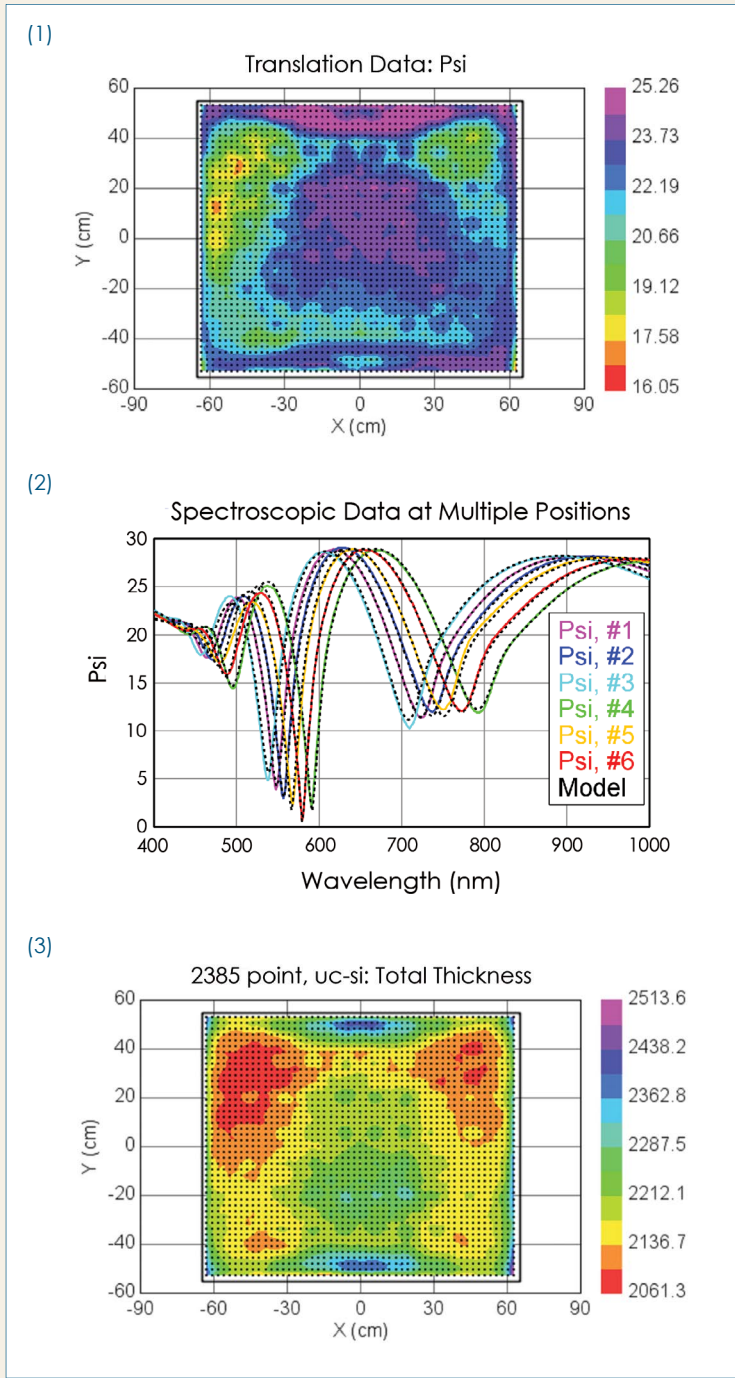 (1)
Translation Data: Psi
60
40
20
0
-20
-40
-60
Y (cm)
-90 -60 -30 0 30 60 90
X (cm)
25.26
23.73
22.19
20.66
19.12
17.58
16.05
(2)
Spectroscopic Data at Multiple Positions
30
25
20
15
10
5
0
Psi
400 500 600 700 800 900 1000
Wavelength (nm)
Psi, #1
Psi, #2
Psi, #3
Psi, #4
Psi, #5
Psi, #6
Model
(3)
2385 point, uc-si: Total Thickness
60
40
20
0
-20
-40
-60
Y (cm)
-90 -60 -30 0 30 60 90
X (cm)
2513.6
2438.2
2362.8
2287.5
2212.1
2136.7
2061.3